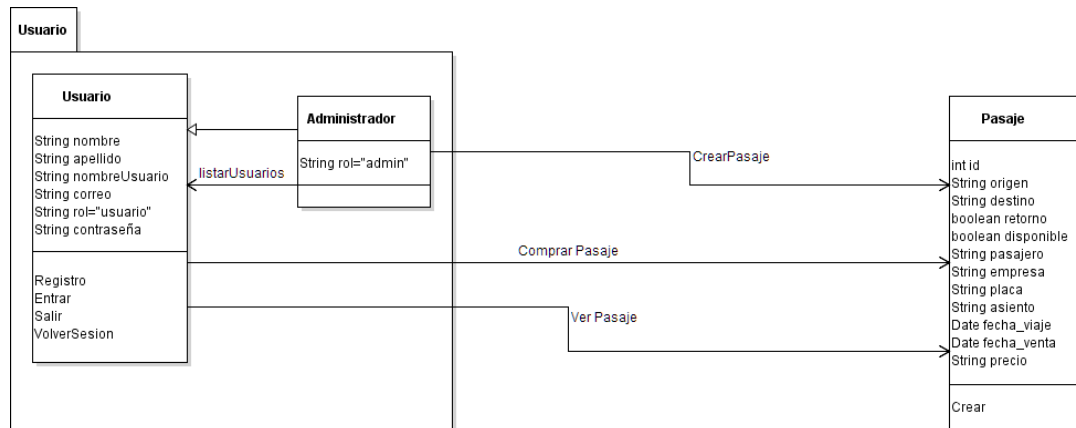 Usuario
Usuario
String nombre
String apellido
String nombreUsuario
String correo
String rol="usuario"
String contraseña
Registro
Entrar
Salir
VolverSesion
Administrador
String rol="admin"
listarUsuarios
CrearPasaje
Comprar Pasaje
Ver Pasaje
Pasaje
int id
String origen
String destino
boolean retorno
boolean disponible
String pasajero
String empresa
String placa
String asiento
Date fecha_viaje
Date fecha_venta
String precio
Crear